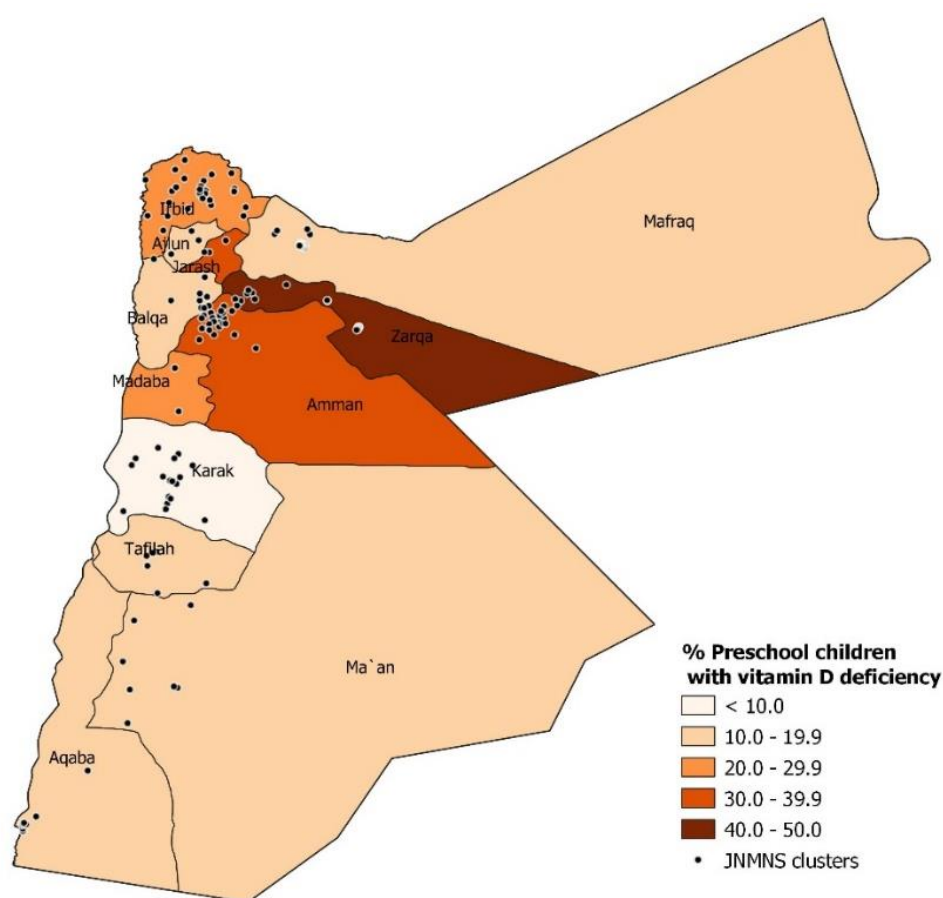 Mafraq
Irbid
Ajlun
Jarash
Balqa
Zarqa
Madaba
Amman
Karak
Tafilah
Ma`an
Aqaba
% Preschool children
with vitamin D deficiency
< 10.0
10.0 - 19.9
20.0 - 29.9
30.0 - 39.9
40.0 - 50.0
JNMNS clusters